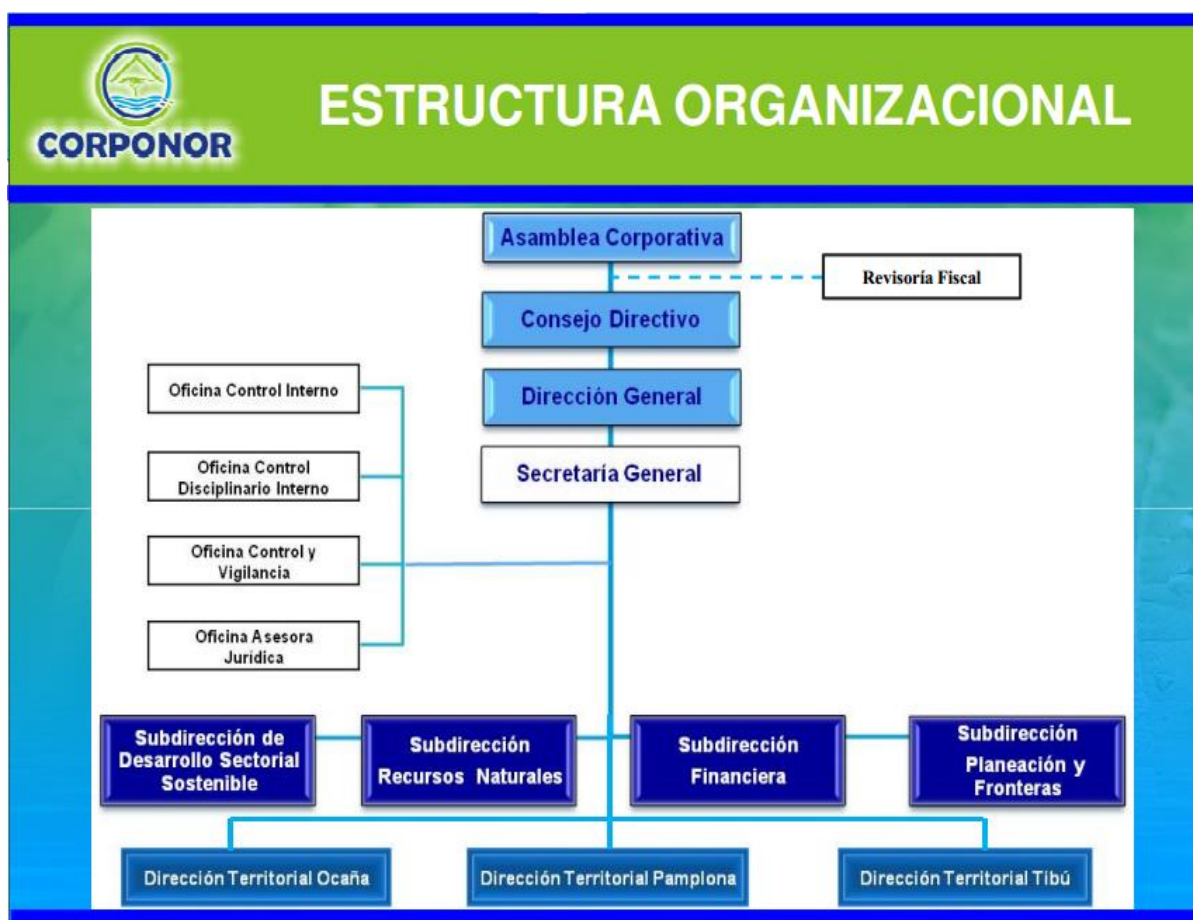 CORPONOR
ESTRUCTURA ORGANIZACIONAL
Asamblea Corporativa
Revisoría Fiscal
Consejo Directivo
Dirección General
Secretaría General
Oficina Control Interno
Oficina Control
Disciplinario Interno
Oficina Control y
Vigilancia
Oficina Asesora
Jurídica
Subdirección de
Desarrollo Sectorial
Sostenible
Subdirección
Recursos Naturales
Subdirección
Financiera
Subdirección
Planeación y
Fronteras
Dirección Territorial Ocaña
Dirección Territorial Pamplona
Dirección Territorial Tibú